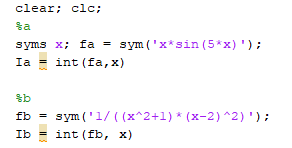 clear; clc;
%a
syms x; fa = sym('x*sin(5*x)');
Ia = int(fa,x)
%b
fb = sym('1/((x^2+1)*(x-2)^2)');
Ib = int(fb, x)